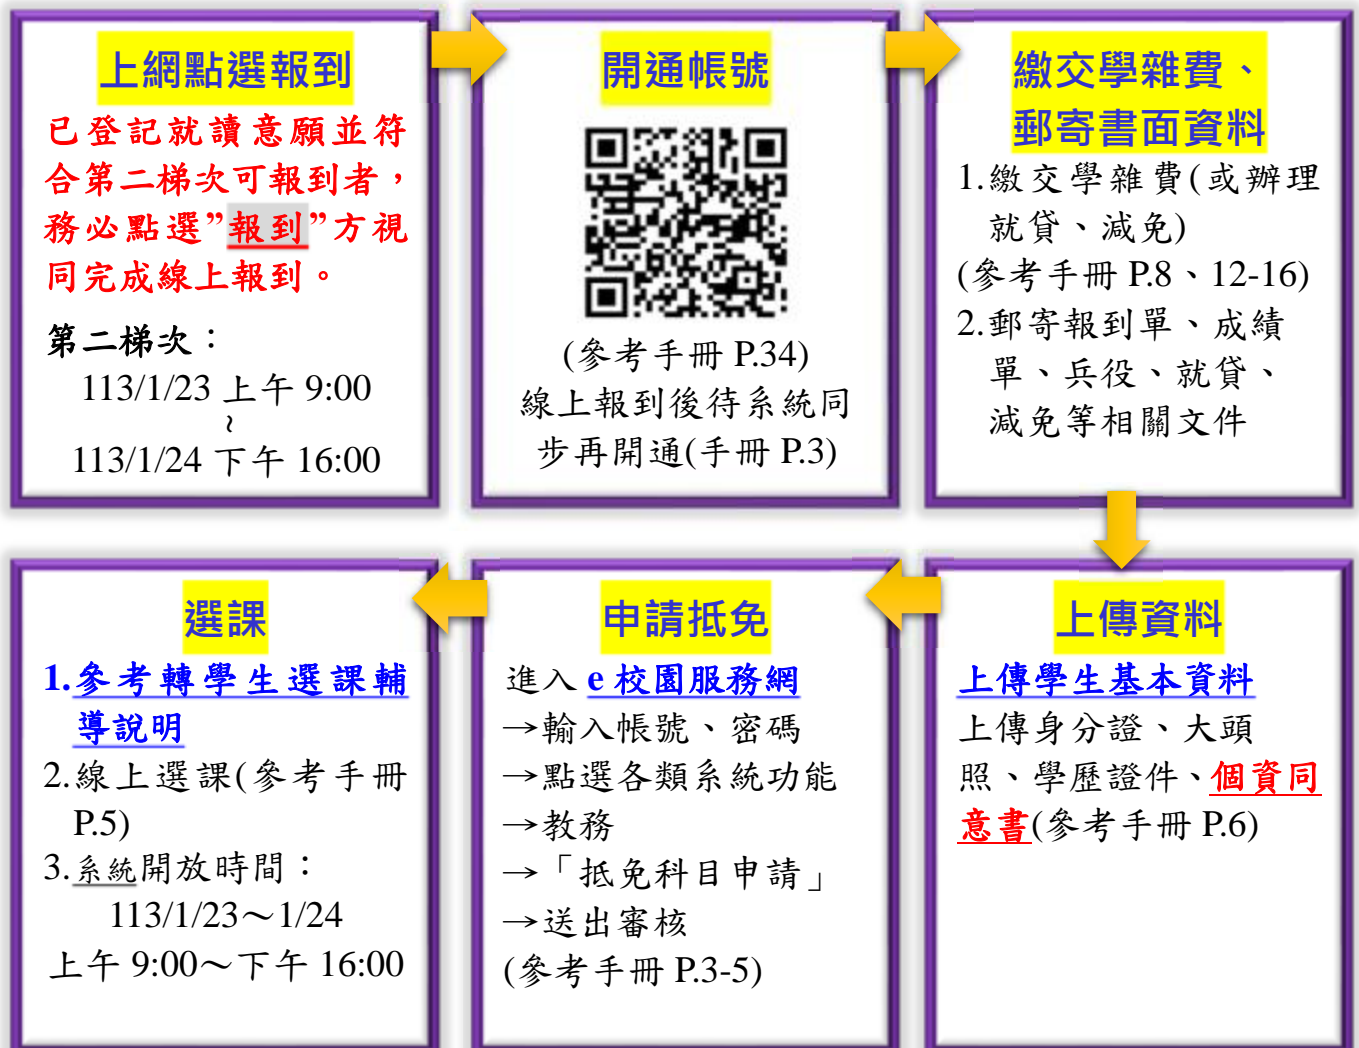 上網點選報到
已登記就讀意願並符
合第二梯次可報到者，
務必點選”報到”方視
同完成線上報到。
第二梯次：
113/1/23 上午 9:00
~
113/1/24 下午 16:00
開通帳號
(參考手冊 P.34)
線上報到後待系統同
步再開通(手冊 P.3)
繳交學雜費、
郵寄書面資料
1.繳交學雜費(或辦理
就貸、減免)
(參考手冊 P.8、12-16)
2.郵寄報到單、成績
單、兵役、就貸、
減免等相關文件
上傳資料
上傳學生基本資料
上傳身分證、大頭
照、學歷證件、個資同
意書(參考手冊 P.6)
申請抵免
進入 e 校園服務網
→輸入帳號、密碼
→點選各類系統功能
→教務
→「抵免科目申請」
→送出審核
(參考手冊 P.3-5)
選課
1.參考轉學生選課輔
導說明
2.線上選課(參考手冊
P.5)
3.系統開放時間：
113/1/23～1/24
上午 9:00～下午 16:00